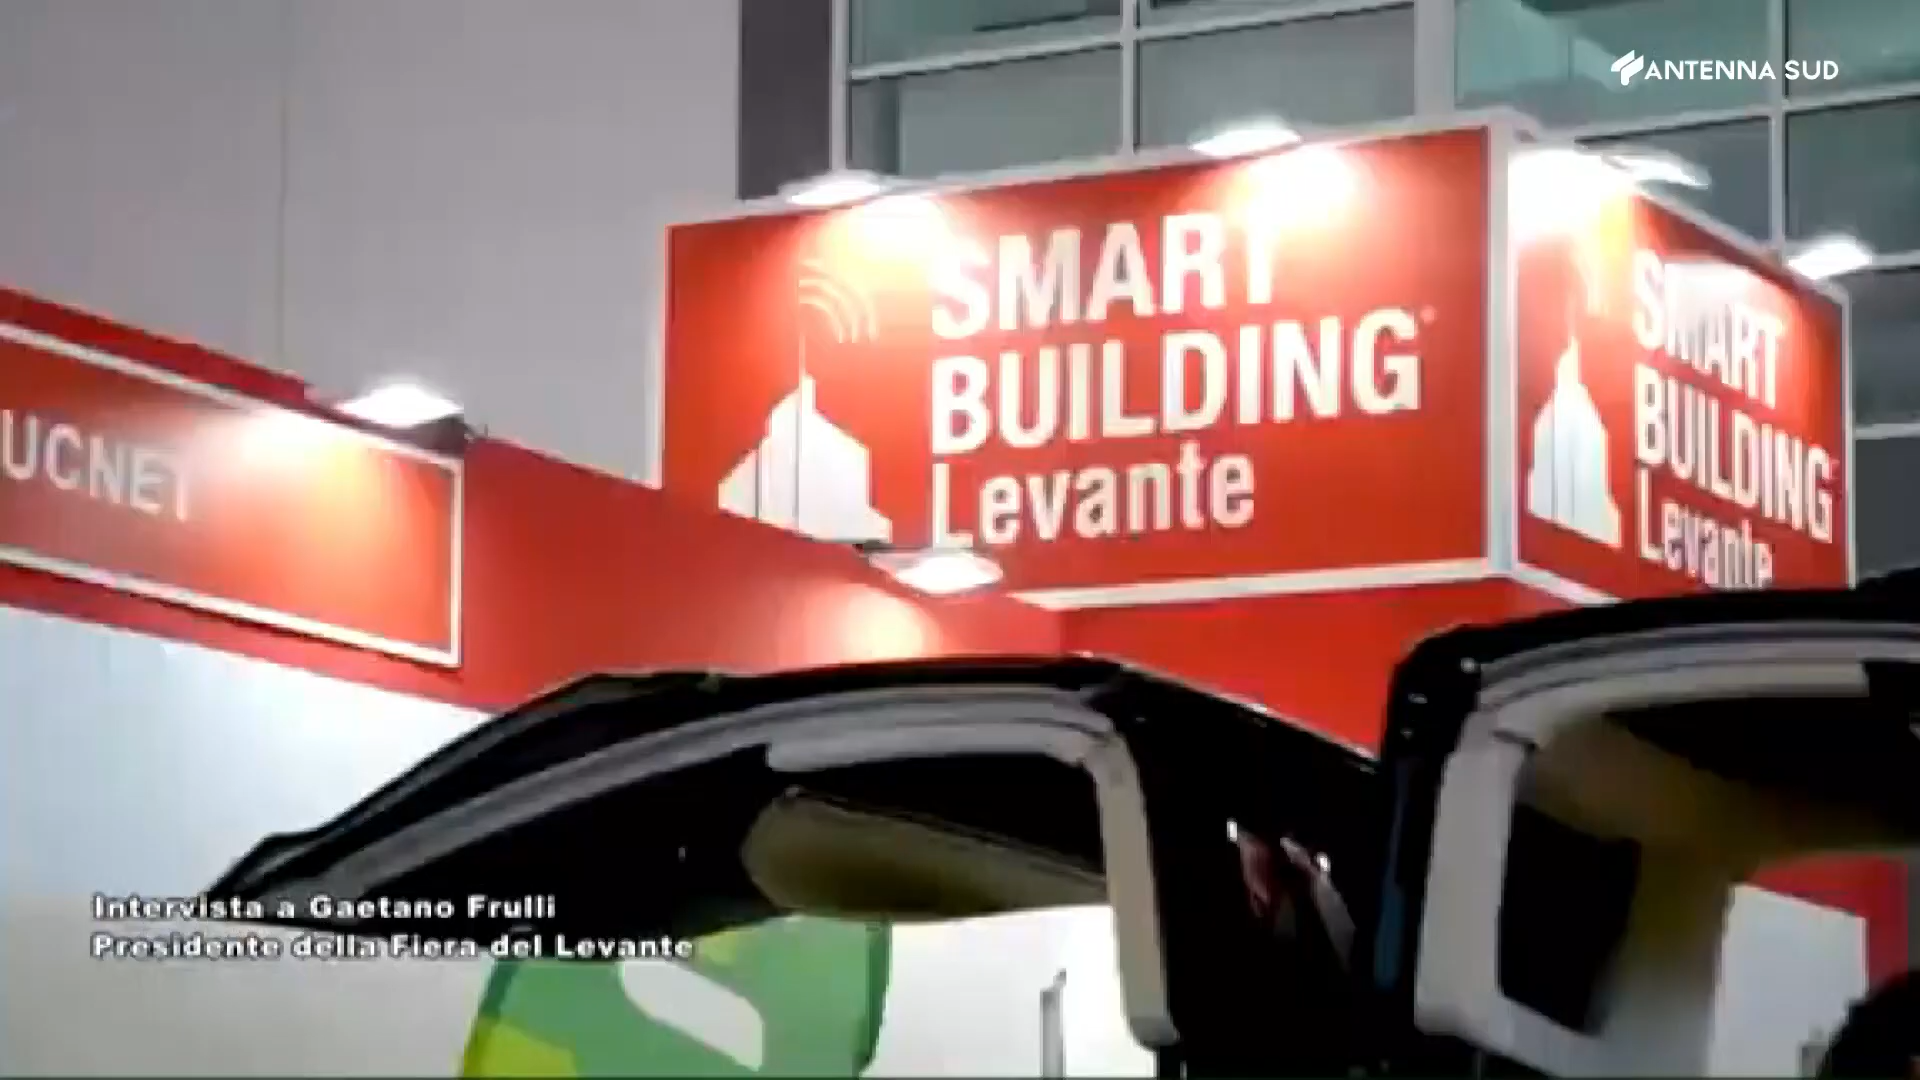 ANTENNA SUD
SMART
BUILDING
Levante
SMART
BUILDING
Levante
UCNET
Intervista a Gaetano Frulli
Presidente della Fiera del Levante